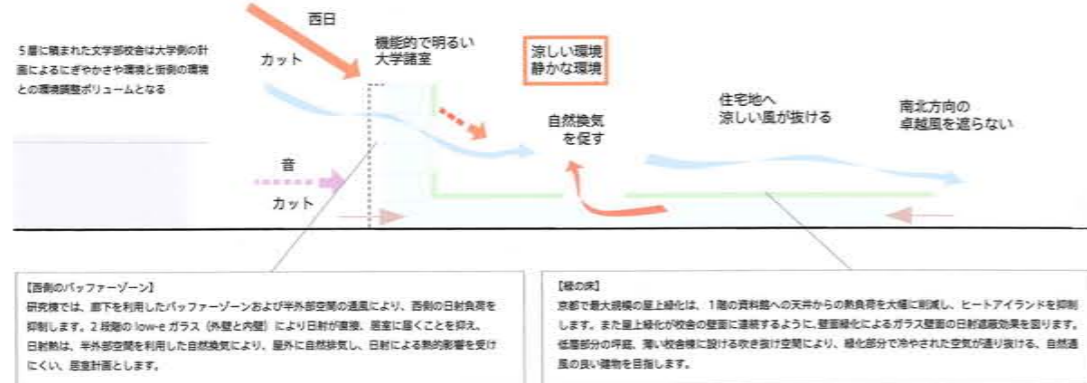 5層に積まれた文学部校舎は大学側の計
画によるにぎやかさや環境と街側の環境
との環境調整ボリュームとなる
西日
カット
機能的で明るい
大学諸室
涼しい環境
静かな環境
自然換気
を促す
住宅地へ
涼しい風が抜ける
南北方向の
卓越風を遮らない
音
カット
【西側のバッファーゾーン】
研究棟では、廊下を利用したバッファーゾーンおよび半外部空間の通風により、西側の日射負荷を
抑制します。2段階の low-e ガラス（外壁と内壁）により日射が直接、居室に届くことを抑え、
日射熱は、半外部空間を利用した自然換気により、屋外に自然排気し、日射による熱的影響を受け
にくい、居室計画とします。
【緑の床】
京都で最大規模の屋上緑化は、1階の資料館への天井からの熱負荷を大幅に削減し、ヒートアイランドを抑制
します。また屋上緑化が校舎の壁面に連続するように、壁面緑化によるガラス壁面の日射遮蔽効果を図ります。
低層部分の坪庭、薄い校舎棟に設ける吹き抜け空間により、緑化部分で冷やされた空気が通り抜ける、自然通
風の良い建物を目指します。